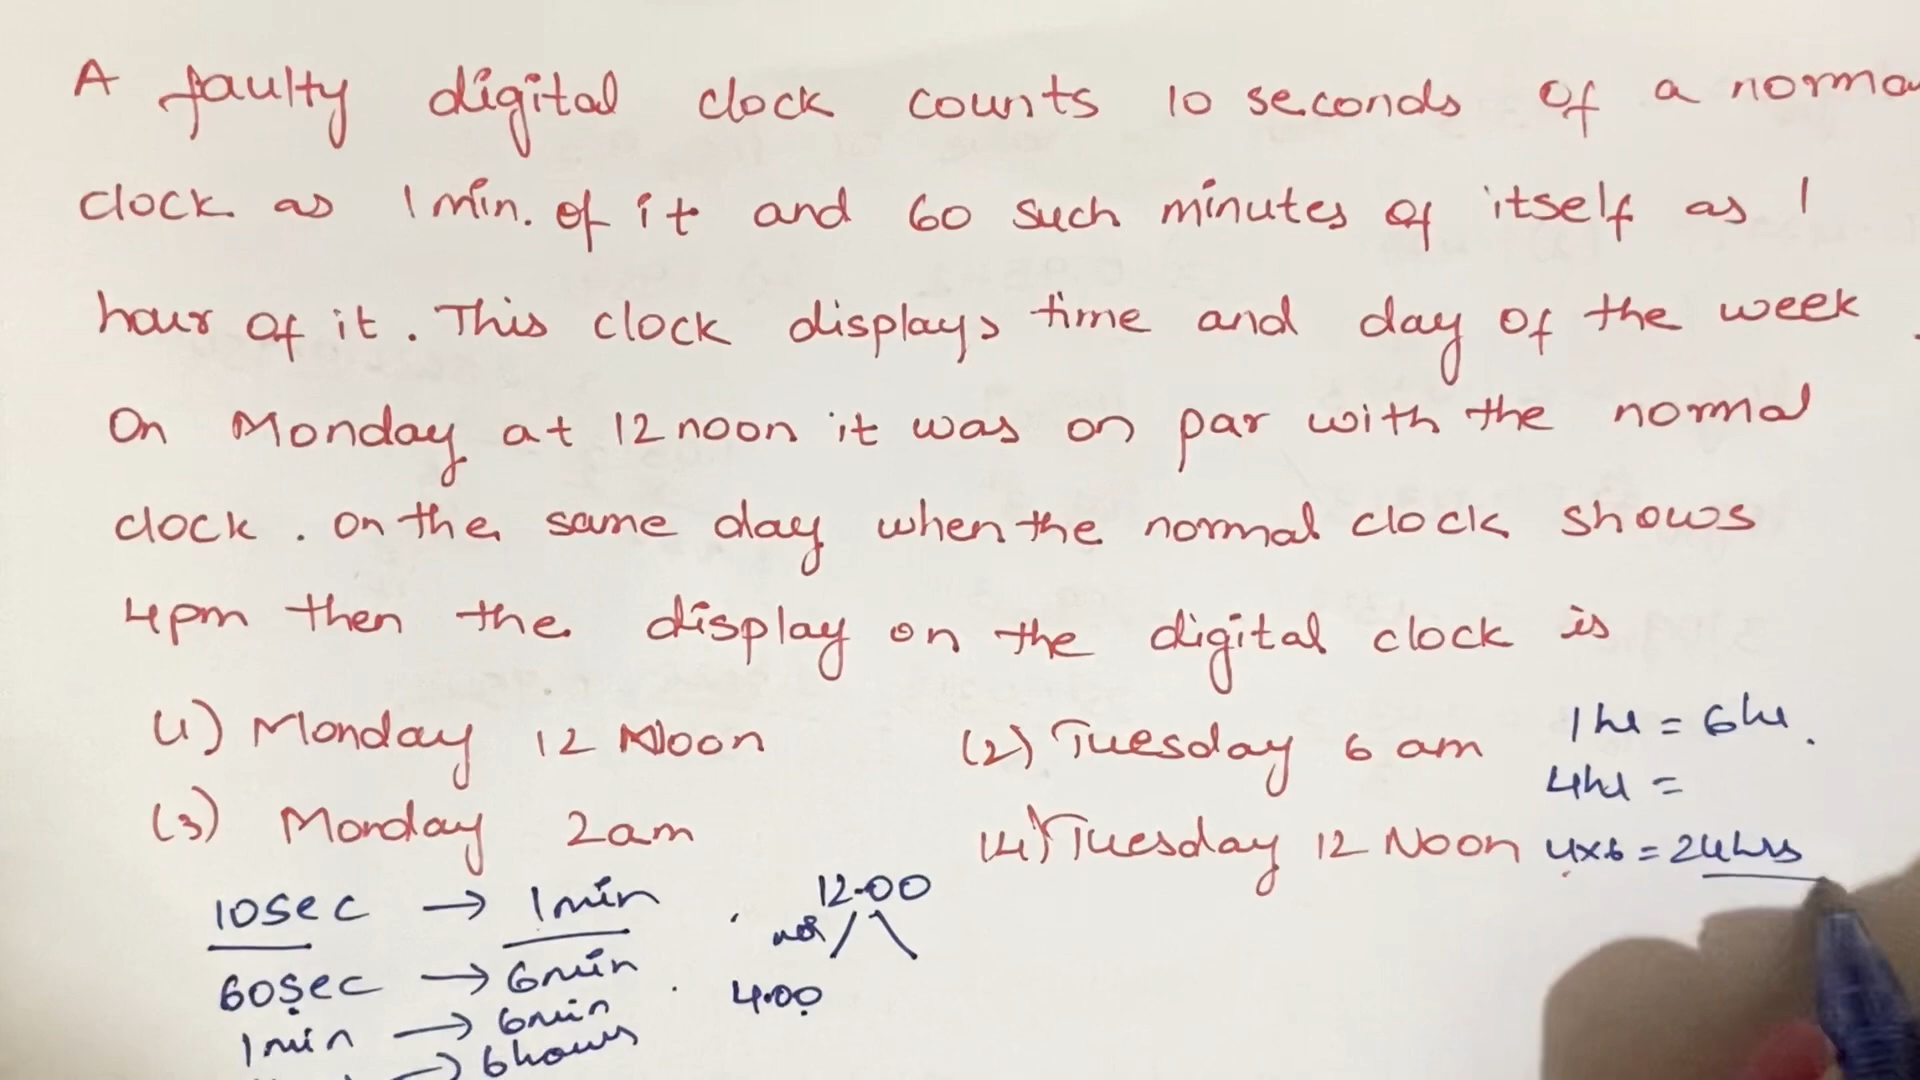 A faulty digital clock counts 10 seconds of a norma
clock as 1 min. of it and 60 such minutes of itself as 1
hour of it. This clock displays time and day of the week.
On Monday at 12 noon it was on par with the normal
clock. On the same day when the normal clock shows
4pm then the display on the digital clock is
(1) Monday 12 Noon (2) Tuesday 6 am
(3) Monday 2am (4) Tuesday 12 Noon
1hr = 6hr.
4hr =
4x6 = 24hrs
10sec → 1min
60sec → 6min
1min → 6min
→ 6hours
12.00
4.00